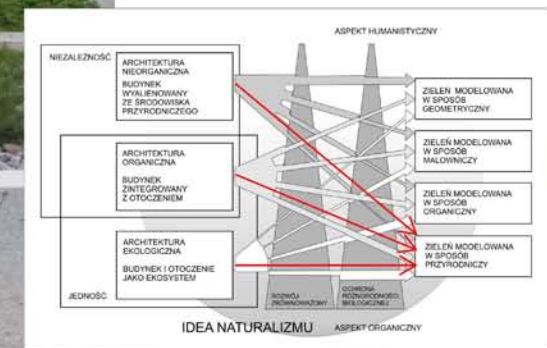 ASPEKT HUMANISTYCZNY
NIEZALEŻNOŚĆ
ARCHITEKTURA
NIEORGANICZNA
BUDYNEK
WYALIENOWANY
ZE ŚRODOWISKA
PRZYRODNICZEGO
ARCHITEKTURA
ORGANICZNA
BUDYNEK
ZINTEGROWANY
Z OTOCZENIEM
ARCHITEKTURA
EKOLOGICZNA
BUDYNEK I OTOCZENIE
JAKO EKOSYSTEM
JEDNOŚĆ
ZIELEŃ MODELOWANA
W SPOSÓB
GEOMETRYCZNY
ZIELEŃ MODELOWANA
W SPOSÓB
MALOWNICZY
ZIELEŃ MODELOWANA
W SPOSÓB
ORGANICZNY
ZIELEŃ MODELOWANA
W SPOSÓB
PRZYRODNICZY
ROZWÓJ
ZRÓWNOWAŻONY
OCHRONA
RÓŻNORODNOŚCI
BIOLOGICZNEJ
IDEA NATURALIZMU
ASPEKT ORGANICZNY